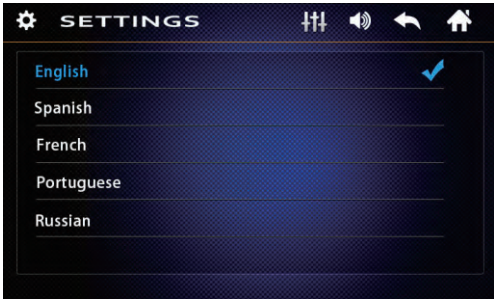 SETTINGS
English
Spanish
French
Portuguese
Russian